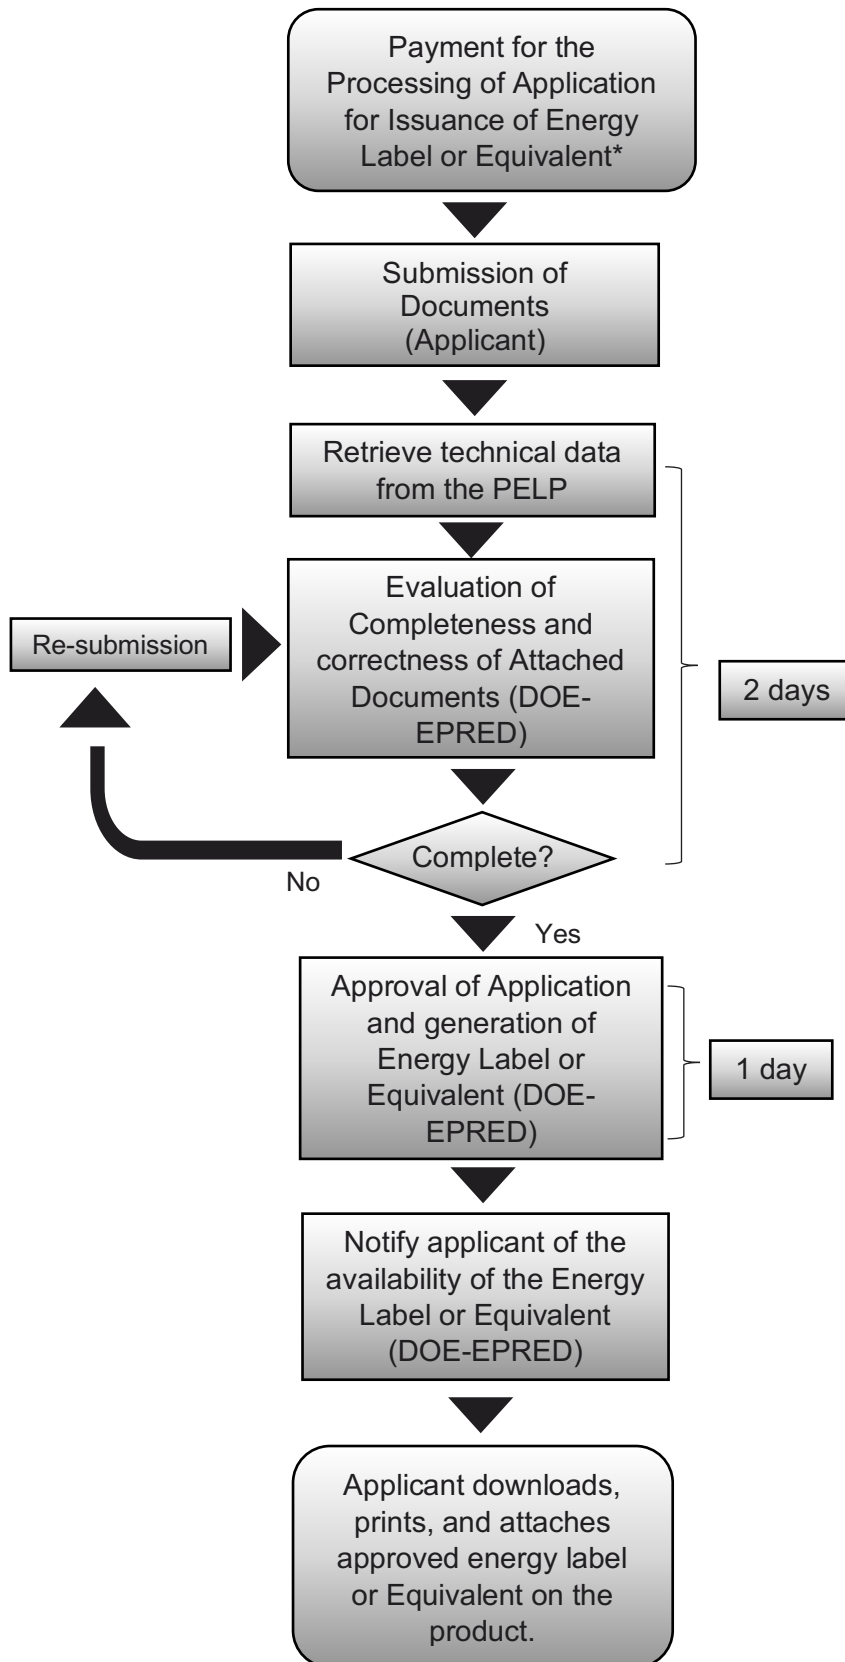 Payment for the
Processing of Application
for Issuance of Energy
Label or Equivalent*
Submission of
Documents
(Applicant)
Retrieve technical data
from the PELP
Evaluation of
Completeness and
correctness of Attached
Documents (DOE-
EPRED)
Re-submission
2 days
Complete?
No
Yes
Approval of Application
and generation of
Energy Label or
Equivalent (DOE-
EPRED)
1 day
Notify applicant of the
availability of the Energy
Label or Equivalent
(DOE-EPRED)
Applicant downloads,
prints, and attaches
approved energy label
or Equivalent on the
product.